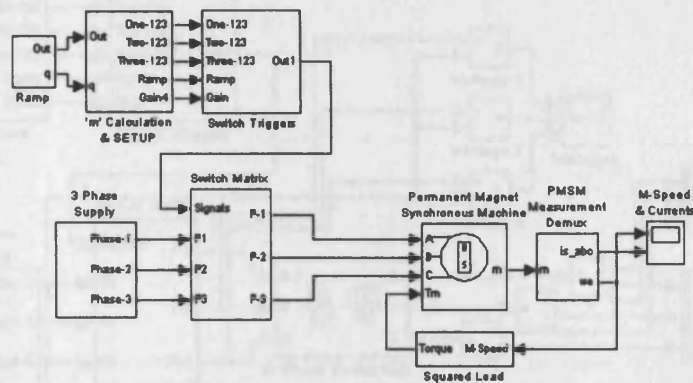 Out
q
Ramp
Out
q
One-123
Two-123
Three-123
Ramp
Gain4
'm' Calculation
& SETUP
One-123
Two-123
Three-123
Ramp
Gain
Out1
Switch Triggers
3 Phase
Supply
Phase-1
Phase-2
Phase-3
Switch Matrix
Signals
P1
P2
P3
P-1
P-2
P-3
Permanent Magnet
Synchronous Machine
A
B
C
Tm
N
S
m
PMSM
Measurement
Demux
m
is_abc
we
M-Speed
& Currents
Torque
M-Speed
Squared Load